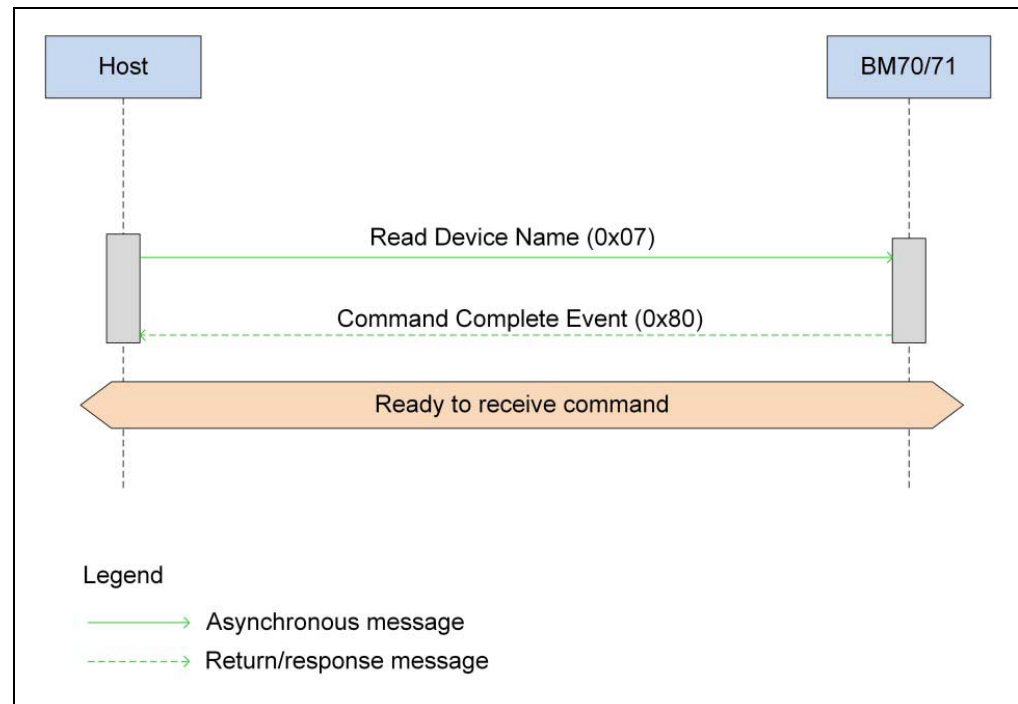 Host
BM70/71
Read Device Name (0x07)
Command Complete Event (0x80)
Ready to receive command
Legend
Asynchronous message
Return/response message